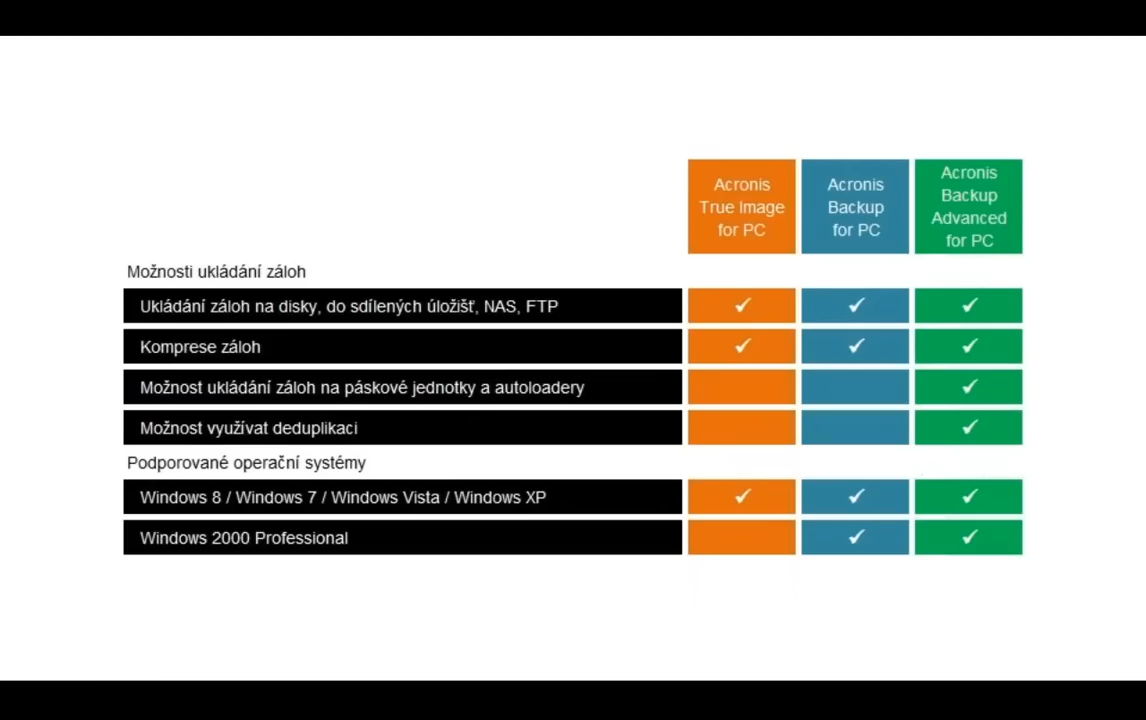 Acronis
True Image
for PC
Acronis
Backup
for PC
Acronis
Backup
Advanced
for PC
Možnosti ukládání záloh
Ukládání záloh na disky, do sdílených úložišť, NAS, FTP ✓ ✓ ✓
Komprese záloh ✓ ✓ ✓
Možnost ukládání záloh na páskové jednotky a autoloadery ✓
Možnost využívat deduplikaci ✓
Podporované operační systémy
Windows 8 / Windows 7 / Windows Vista / Windows XP ✓ ✓ ✓
Windows 2000 Professional ✓ ✓